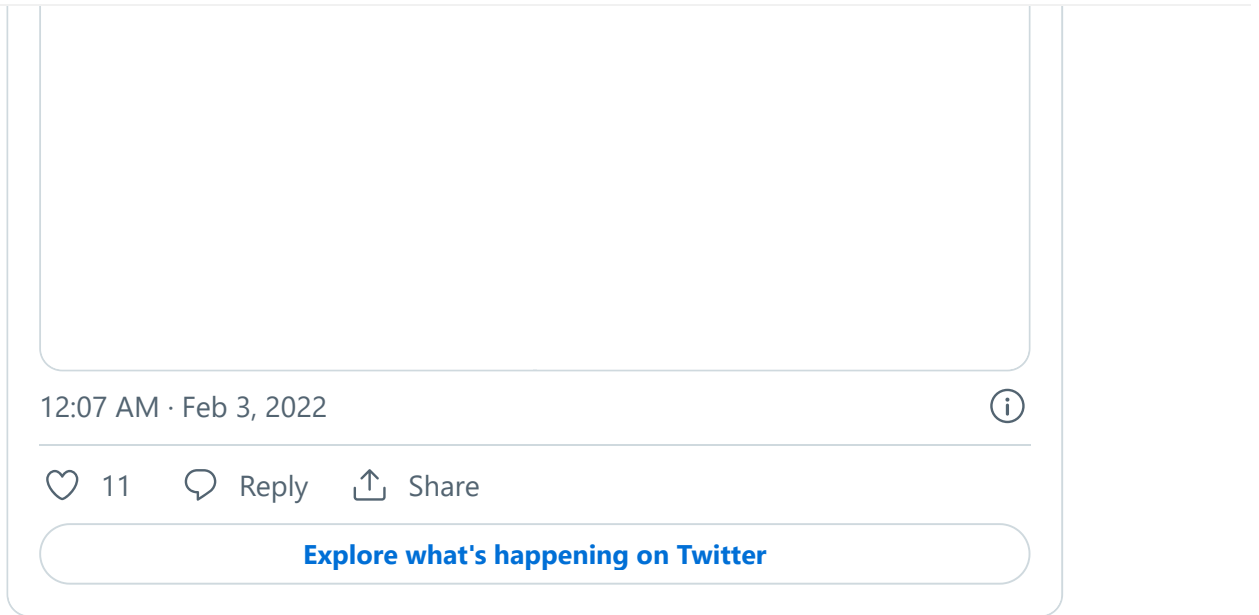 12:07 AM · Feb 3, 2022
11 Reply Share
Explore what's happening on Twitter